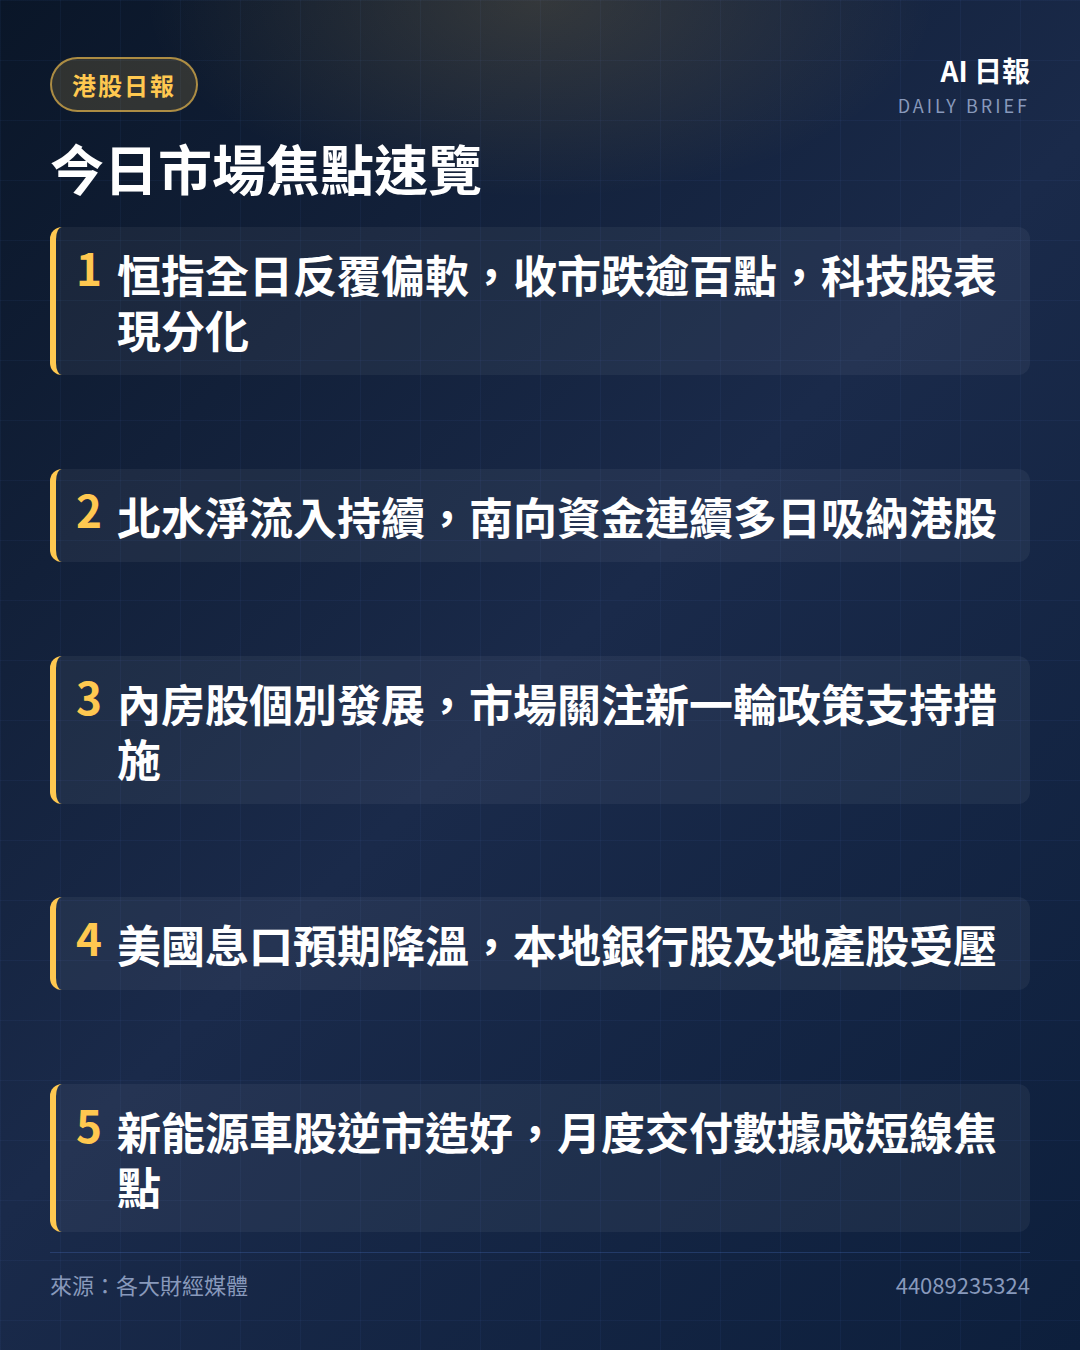 港股日報
AI 日報
DAILY BRIEF
今日市場焦點速覽
1 恒指全日反覆偏軟，收市跌逾百點，科技股表
現分化
2 北水淨流入持續，南向資金連續多日吸納港股
3 內房股個別發展，市場關注新一輪政策支持措
施
4 美國息口預期降溫，本地銀行股及地產股受壓
5 新能源車股逆市造好，月度交付數據成短線焦
點
來源：各大財經媒體
44089235324